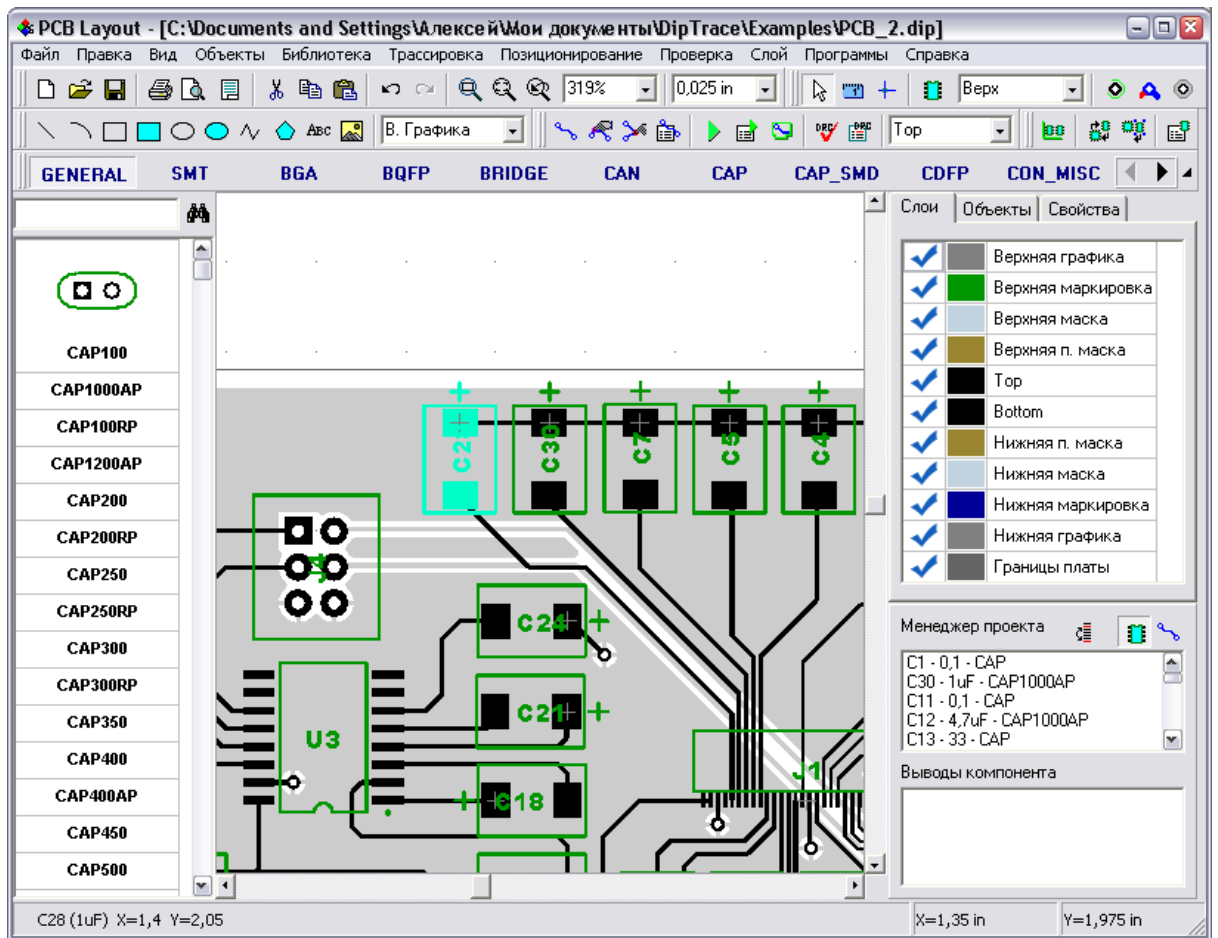 PCB Layout - [C:\Documents and Settings\Алексей\Мои документы\DipTrace\Examples\PCB_2.dip]
Файл Правка Вид Объекты Библиотека Трассировка Позиционирование Проверка Слой Программы Справка
319% 0,025 in Верх
ABC В. Графика DRC DRC Top
GENERAL SMT BGA BQFP BRIDGE CAN CAP CAP_SMD CDFP CON_MISC
CAP100
CAP1000AP
CAP100RP
CAP1200AP
CAP200
CAP200RP
CAP250
CAP250RP
CAP300
CAP300RP
CAP350
CAP400
CAP400AP
CAP450
CAP500
C28 C30 C7 C5 C4
J4
C24
C21
U3
C18
J1
Слои Объекты Свойства
Верхняя графика
Верхняя маркировка
Верхняя маска
Верхняя п. маска
Top
Bottom
Нижняя п. маска
Нижняя маска
Нижняя маркировка
Нижняя графика
Границы платы
Менеджер проекта
C1 - 0,1 - CAP
C30 - 1uF - CAP1000AP
C11 - 0,1 - CAP
C12 - 4,7uF - CAP1000AP
C13 - 33 - CAP
Выводы компонента
C28 (1uF) X=1,4 Y=2,05
X=1,35 in Y=1,975 in